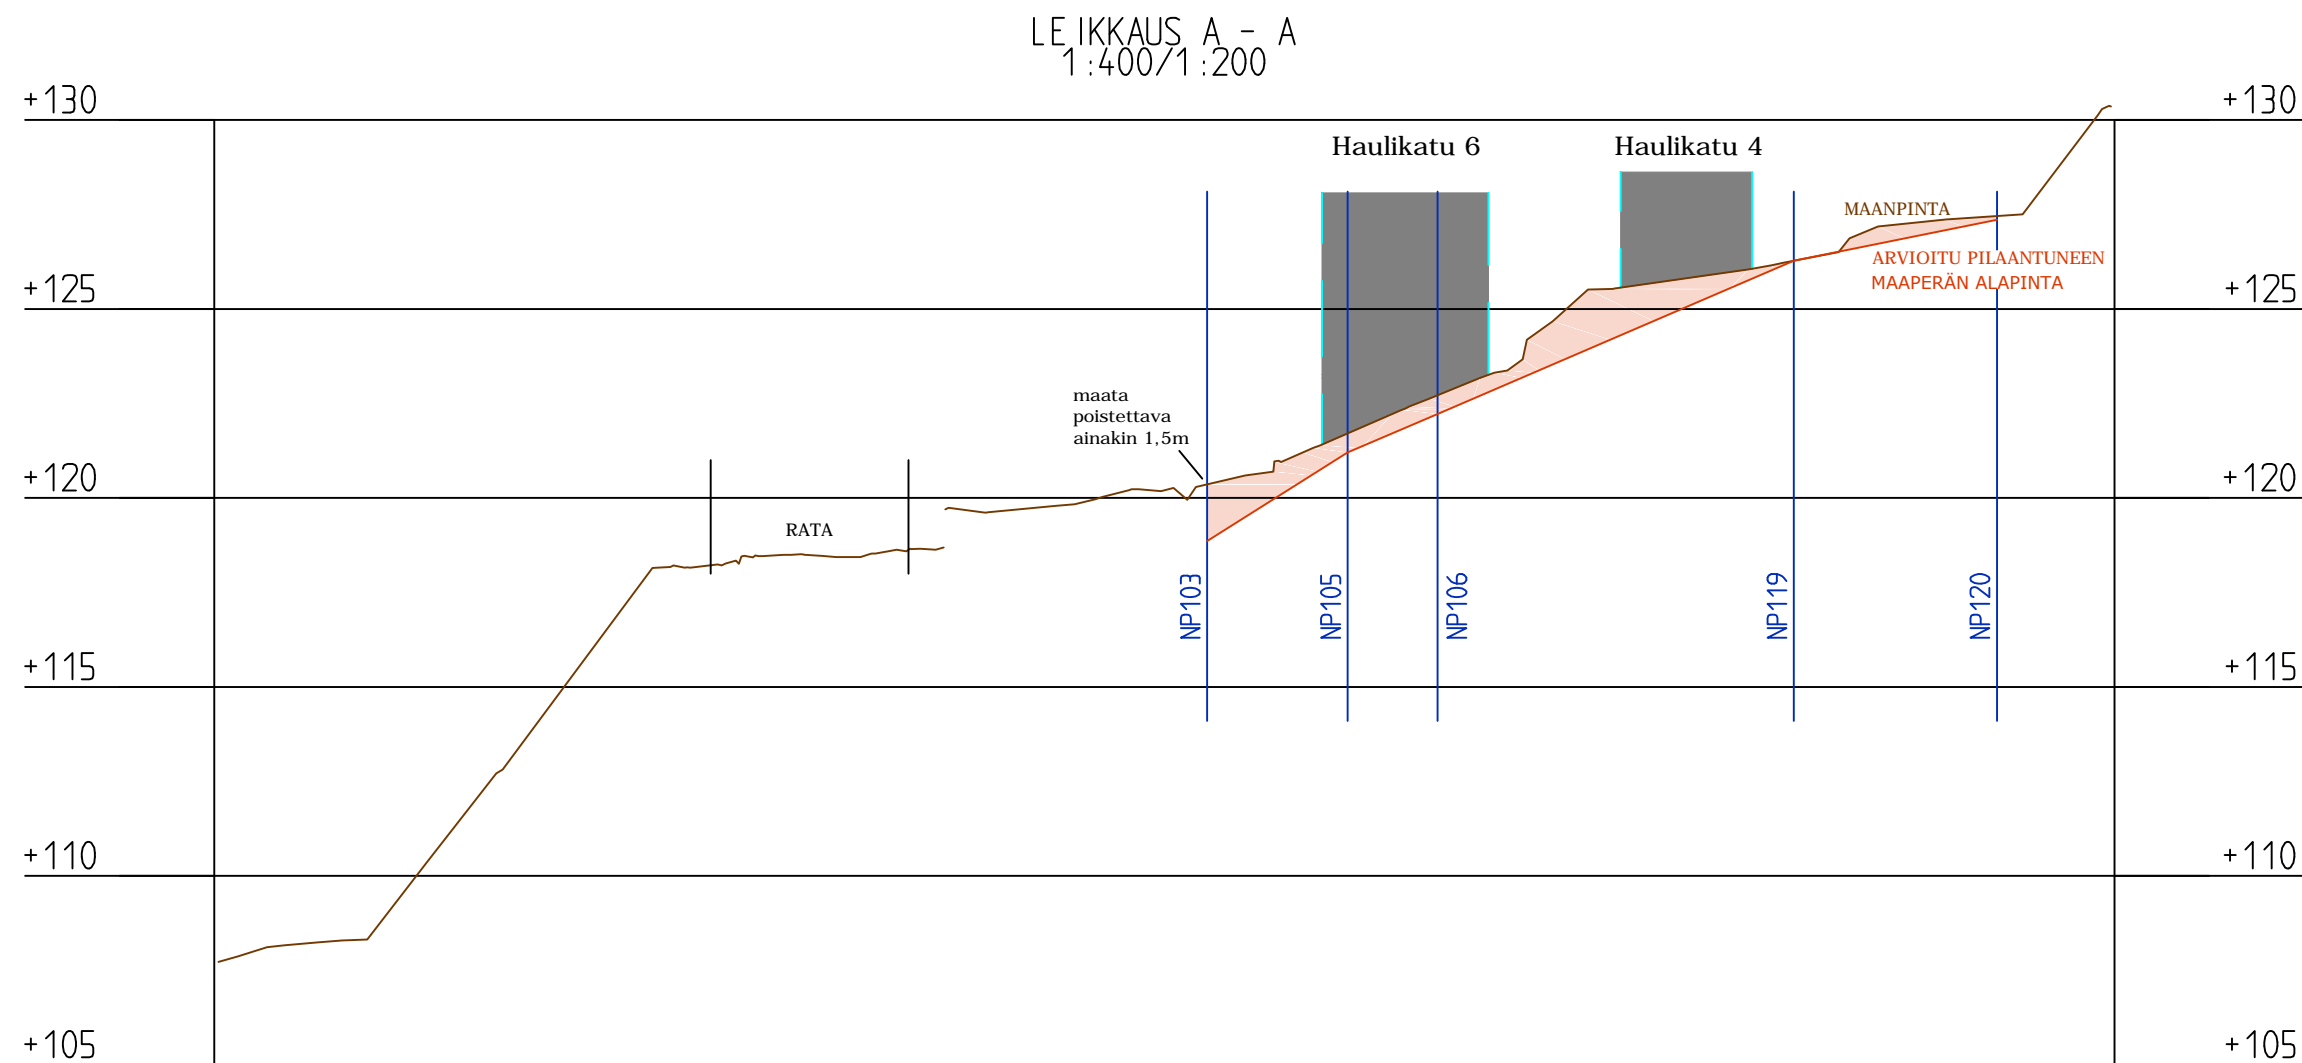 LEIKKAUS A - A
1:400/1:200
+130
+130
Haulikatu 6
Haulikatu 4
MAANPINTA
ARVIOITU PILAANTUNEEN
MAAPERÄN ALAPINTA
+125
+125
maata
poistettava
ainakin 1,5m
+120
+120
RATA
NP103
NP105
NP106
NP119
NP120
+115
+115
+110
+110
+105
+105